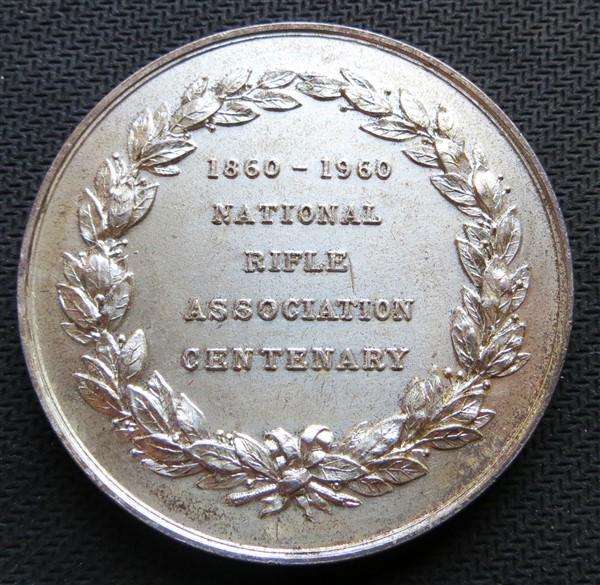 1860 - 1960
NATIONAL
RIFLE
ASSOCIATION
CENTENARY